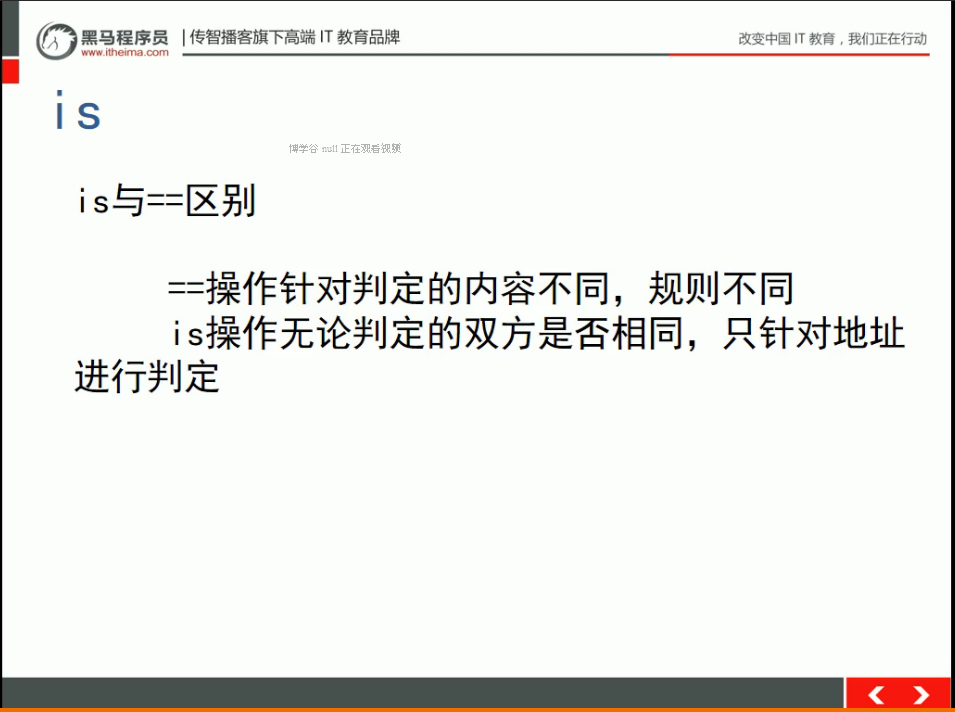 黑马程序员
www.itheima.com
传智播客旗下高端 IT 教育品牌
改变中国 IT 教育，我们正在行动
is
博学谷 null 正在观看视频
is与==区别
==操作针对判定的内容不同，规则不同
is操作无论判定的双方是否相同，只针对地址
进行判定